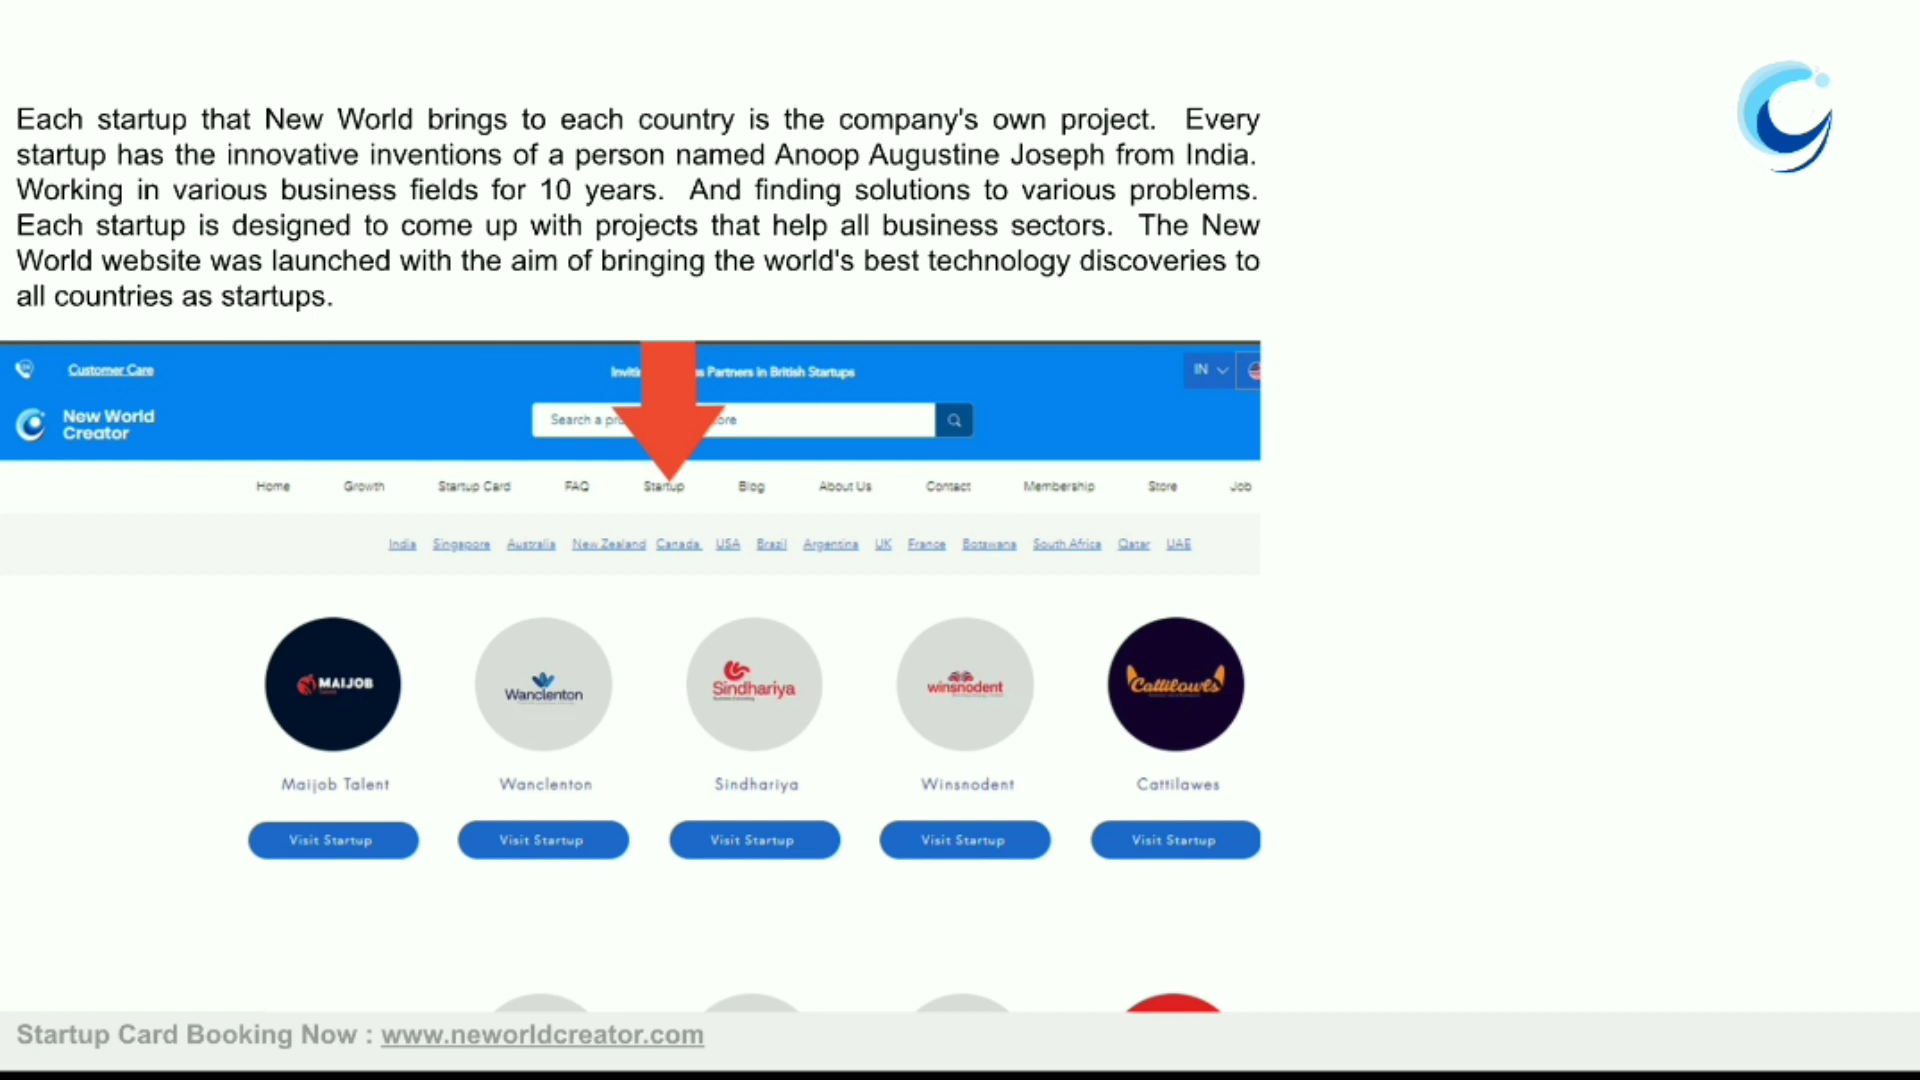 Each startup that New World brings to each country is the company's own project. Every
startup has the innovative inventions of a person named Anoop Augustine Joseph from India.
Working in various business fields for 10 years. And finding solutions to various problems.
Each startup is designed to come up with projects that help all business sectors. The New
World website was launched with the aim of bringing the world's best technology discoveries to
all countries as startups.
Customer Care
Partners in British Startups
IN
New World
Creator
Search a
Home Growth Startup Card FAQ Startup Blog About Us Contact Membership Store Job
India Singapore Australia New Zealand Canada USA Brazil Argentina UK France Botswana South Africa Qatar UAE
MAIJOB
Wanclenton
Sindhariya
winsnodent
Cattilowes
Maijob Talent Wanclenton Sindhariya Winsnodent Cattilawes
Visit Startup Visit Startup Visit Startup Visit Startup Visit Startup
Startup Card Booking Now : www.neworldcreator.com